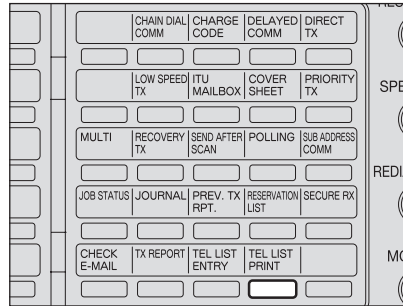 CHAIN DIAL COMM
CHARGE CODE
DELAYED COMM
DIRECT TX
LOW SPEED TX
ITU MAILBOX
COVER SHEET
PRIORITY TX
SPE
MULTI
RECOVERY TX
SEND AFTER SCAN
POLLING
SUB ADDRESS COMM
REDI
JOB STATUS
JOURNAL
PREV. TX RPT.
RESERVATION LIST
SECURE RX
CHECK E-MAIL
TX REPORT
TEL LIST ENTRY
TEL LIST PRINT
MO